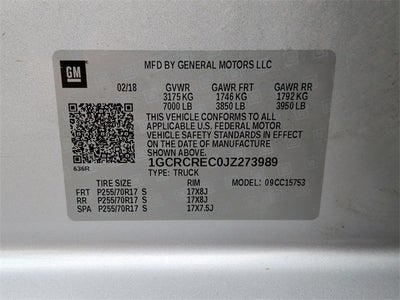 GM
MFD BY GENERAL MOTORS LLC
02/18 GVWR GAWR FRT GAWR RR
3175 KG 1746 KG 1792 KG
7000 LB 3850 LB 3950 LB
THIS VEHICLE CONFORMS TO ALL
APPLICABLE U.S. FEDERAL MOTOR
VEHICLE SAFETY STANDARDS IN EFFECT
ON THE DATE OF MANUFACTURE SHOWN
ABOVE.
1GCRCREC0JZ273989
TYPE: TRUCK
636R
TIRE SIZE RIM MODEL: 09CC15753
FRT P255/70R17 S 17X8J
RR P255/70R17 S 17X8J
SPA P255/70R17 S 17X7.5J